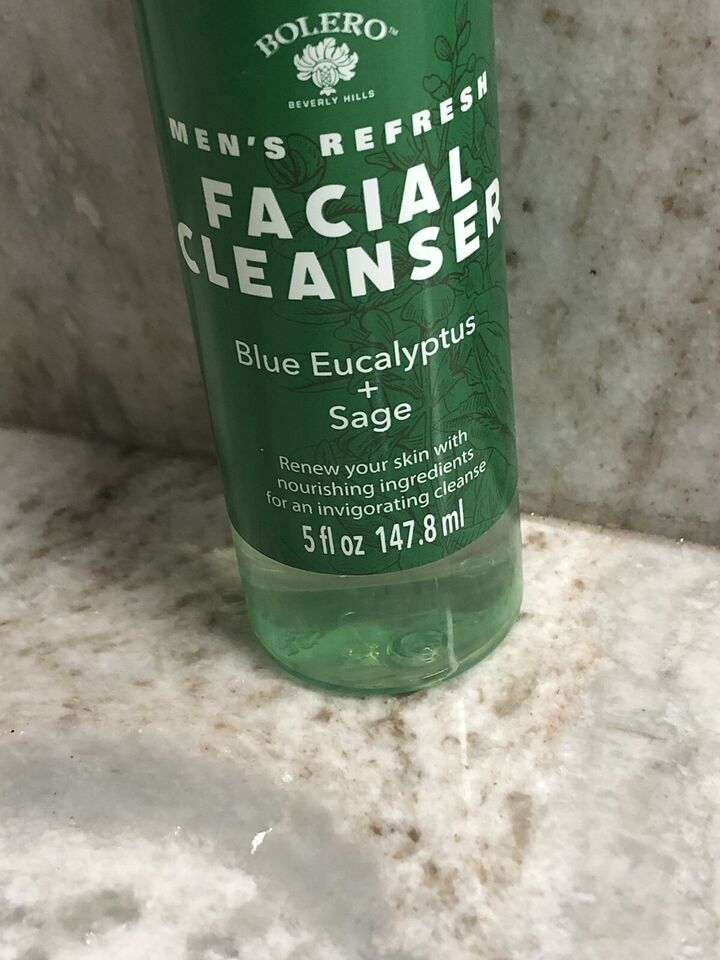 BOLERO™
BEVERLY HILLS
MEN'S REFRESH
FACIAL
CLEANSER
Blue Eucalyptus
+
Sage
Renew your skin with
nourishing ingredients
for an invigorating cleanse
5 fl oz 147.8 ml